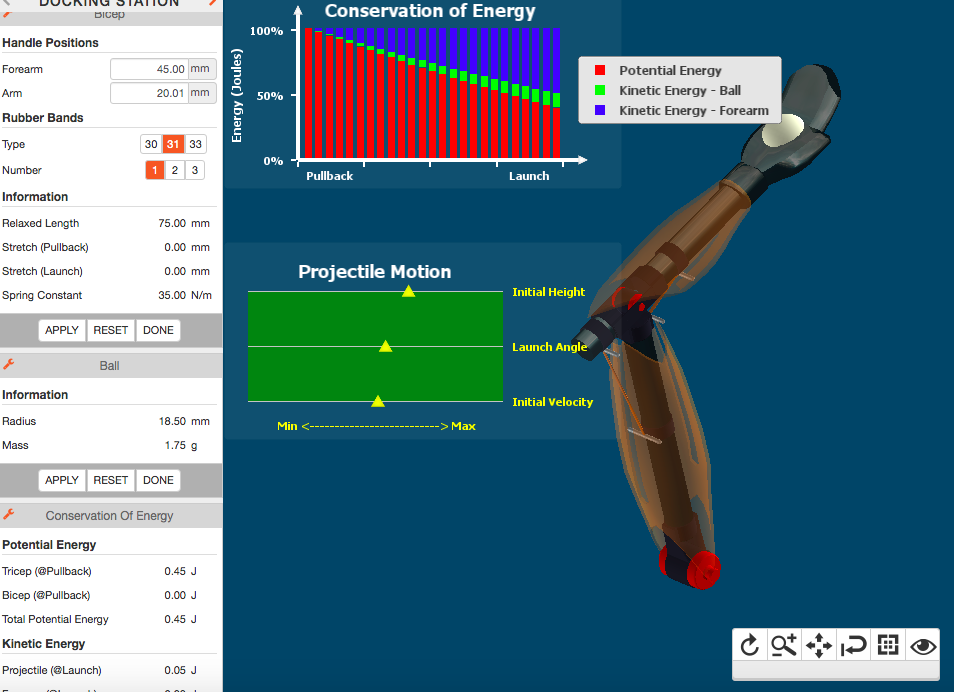 DOCKING STATION
Bicep
Handle Positions
Forearm 45.00 mm
Arm 20.01 mm
Rubber Bands
Type 30 31 33
Number 1 2 3
Information
Relaxed Length 75.00 mm
Stretch (Pullback) 0.00 mm
Stretch (Launch) 0.00 mm
Spring Constant 35.00 N/m
APPLY RESET DONE
Ball
Information
Radius 18.50 mm
Mass 1.75 g
APPLY RESET DONE
Conservation Of Energy
Potential Energy
Tricep (@Pullback) 0.45 J
Bicep (@Pullback) 0.00 J
Total Potential Energy 0.45 J
Kinetic Energy
Projectile (@Launch) 0.05 J
Conservation of Energy
Energy (Joules)
100%
50%
0%
Pullback Launch
Potential Energy
Kinetic Energy - Ball
Kinetic Energy - Forearm
Projectile Motion
Initial Height
Launch Angle
Initial Velocity
Min <--------------------------> Max